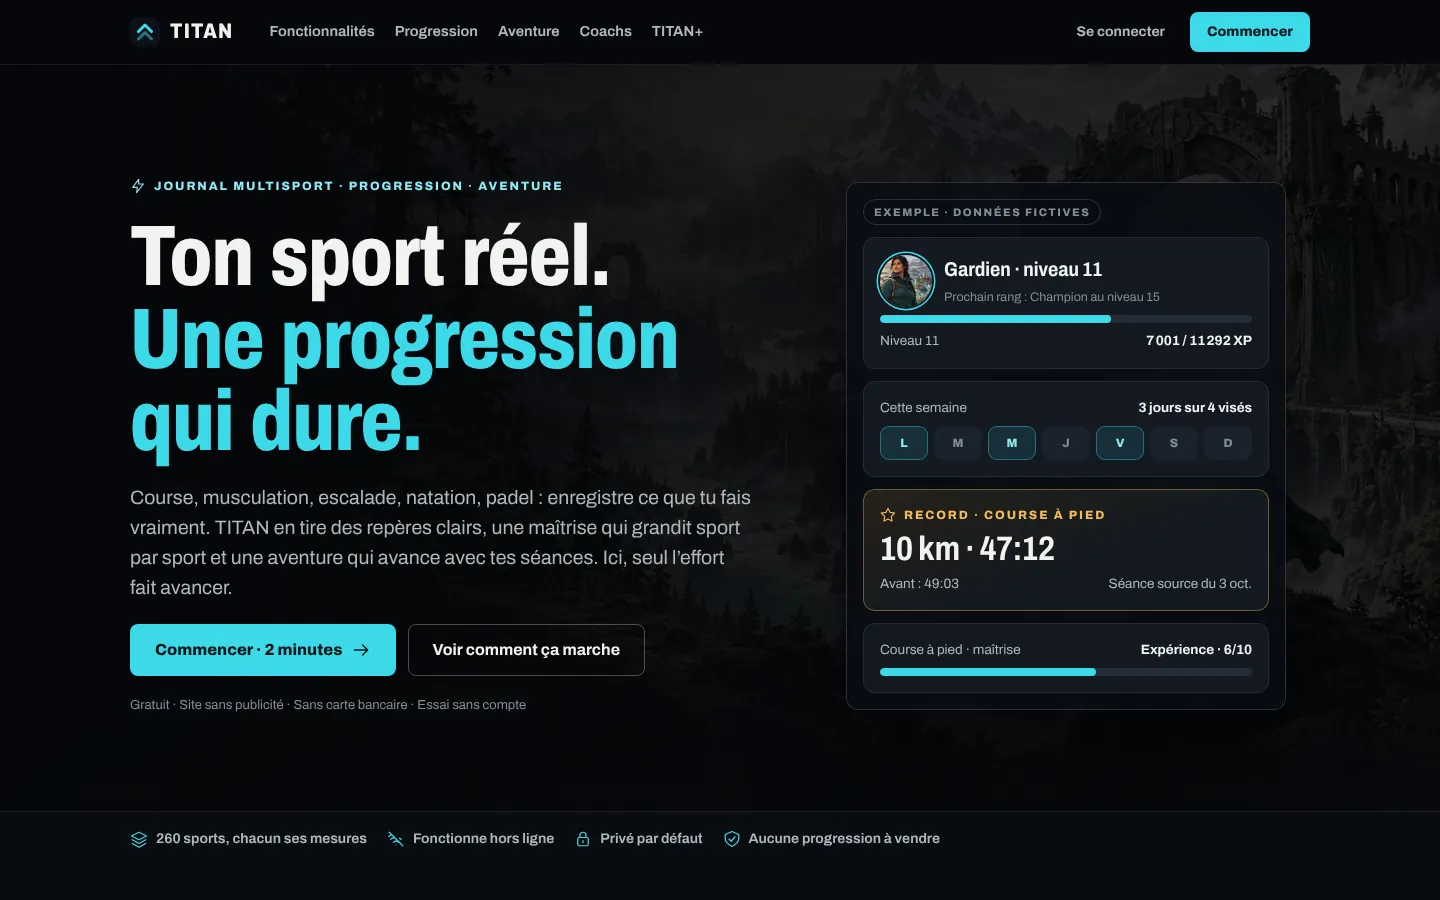 TITAN
Fonctionnalités
Progression
Aventure
Coachs
TITAN+
Se connecter
Commencer
JOURNAL MULTISPORT · PROGRESSION · AVENTURE
Ton sport réel.
Une progression
qui dure.
Course, musculation, escalade, natation, padel : enregistre ce que tu fais
vraiment. TITAN en tire des repères clairs, une maîtrise qui grandit sport
par sport et une aventure qui avance avec tes séances. Ici, seul l’effort
fait avancer.
Commencer · 2 minutes
Voir comment ça marche
Gratuit · Site sans publicité · Sans carte bancaire · Essai sans compte
EXEMPLE · DONNÉES FICTIVES
Gardien · niveau 11
Prochain rang : Champion au niveau 15
Niveau 11
7 001 / 11 292 XP
Cette semaine
3 jours sur 4 visés
L M M J V S D
RECORD · COURSE À PIED
10 km · 47:12
Avant : 49:03
Séance source du 3 oct.
Course à pied · maîtrise
Expérience · 6/10
260 sports, chacun ses mesures
Fonctionne hors ligne
Privé par défaut
Aucune progression à vendre